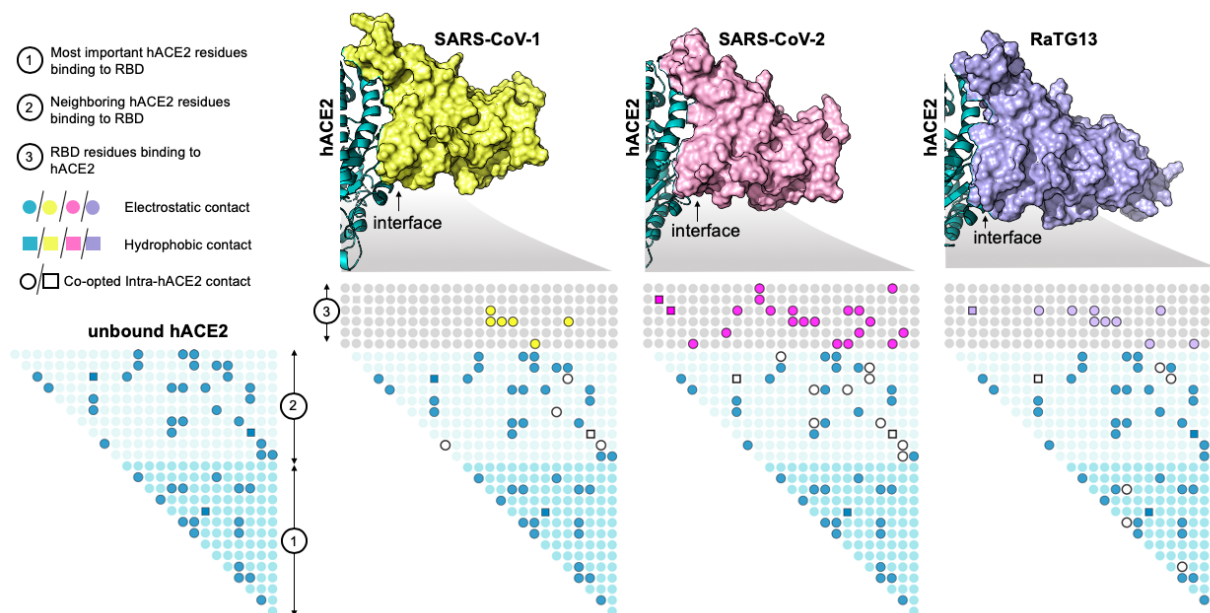 SARS-CoV-1
SARS-CoV-2
RaTG13
1
Most important hACE2 residues
binding to RBD
2
Neighboring hACE2 residues
binding to RBD
3
RBD residues binding to
hACE2
Electrostatic contact
Hydrophobic contact
Co-opted Intra-hACE2 contact
hACE2
interface
hACE2
interface
hACE2
interface
unbound hACE2
3
2
1